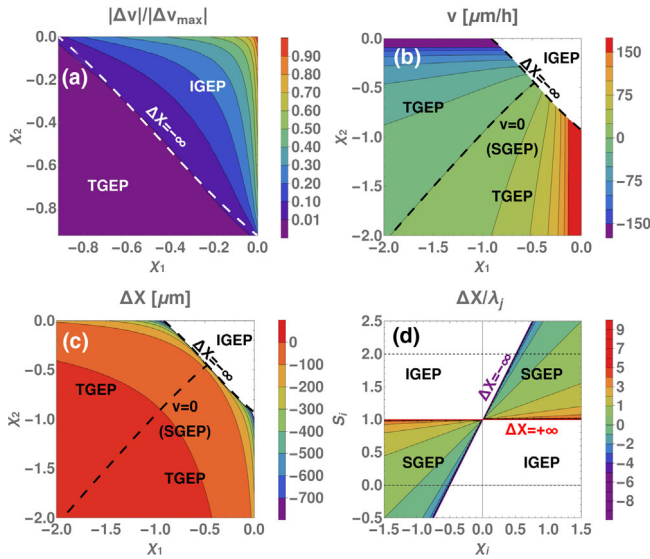 |Δv|/|Δv_max|
(a)
IGEP
TGEP
ΔX=-∞
0.0
−0.2
−0.4
−0.6
−0.8
χ₂
−0.8 −0.6 −0.4 −0.2 0.0
χ₁
0.90
0.80
0.70
0.60
0.50
0.40
0.30
0.20
0.10
0.01
v [μm/h]
(b)
IGEP
ΔX=-∞
TGEP
v=0
(SGEP)
TGEP
0.0
−0.5
−1.0
−1.5
−2.0
χ₂
−2.0 −1.5 −1.0 −0.5 0.0
χ₁
150
75
0
−75
−150
ΔX [μm]
(c)
IGEP
ΔX=-∞
TGEP
v=0
(SGEP)
TGEP
0.0
−0.5
−1.0
−1.5
−2.0
χ₂
−2.0 −1.5 −1.0 −0.5 0.0
χ₁
0
−100
−200
−300
−400
−500
−600
−700
ΔX/λⱼ
(d)
IGEP
ΔX=-∞
SGEP
ΔX=+∞
SGEP
IGEP
2.5
2.0
1.5
1.0
0.5
0.0
−0.5
Sᵢ
−1.5 −1.0 −0.5 0.0 0.5 1.0 1.5
χᵢ
9
7
5
4
3
2
1
0
−1
−2
−4
−6
−8